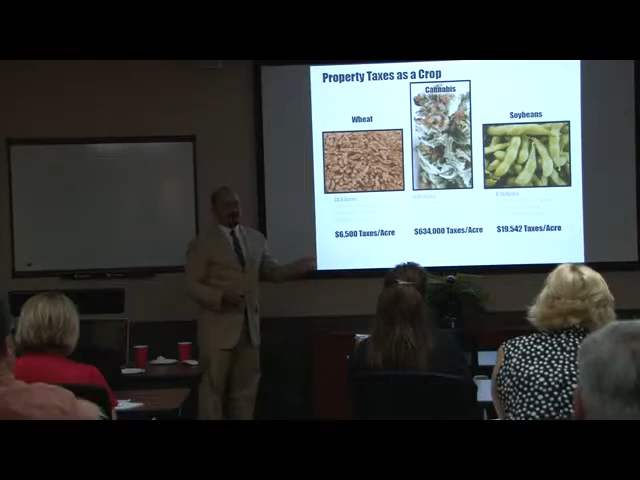 Property Taxes as a Crop
Cannabis
Wheat
Soybeans
$6,500 Taxes/Acre
$634,000 Taxes/Acre
$19.542 Taxes/Acre